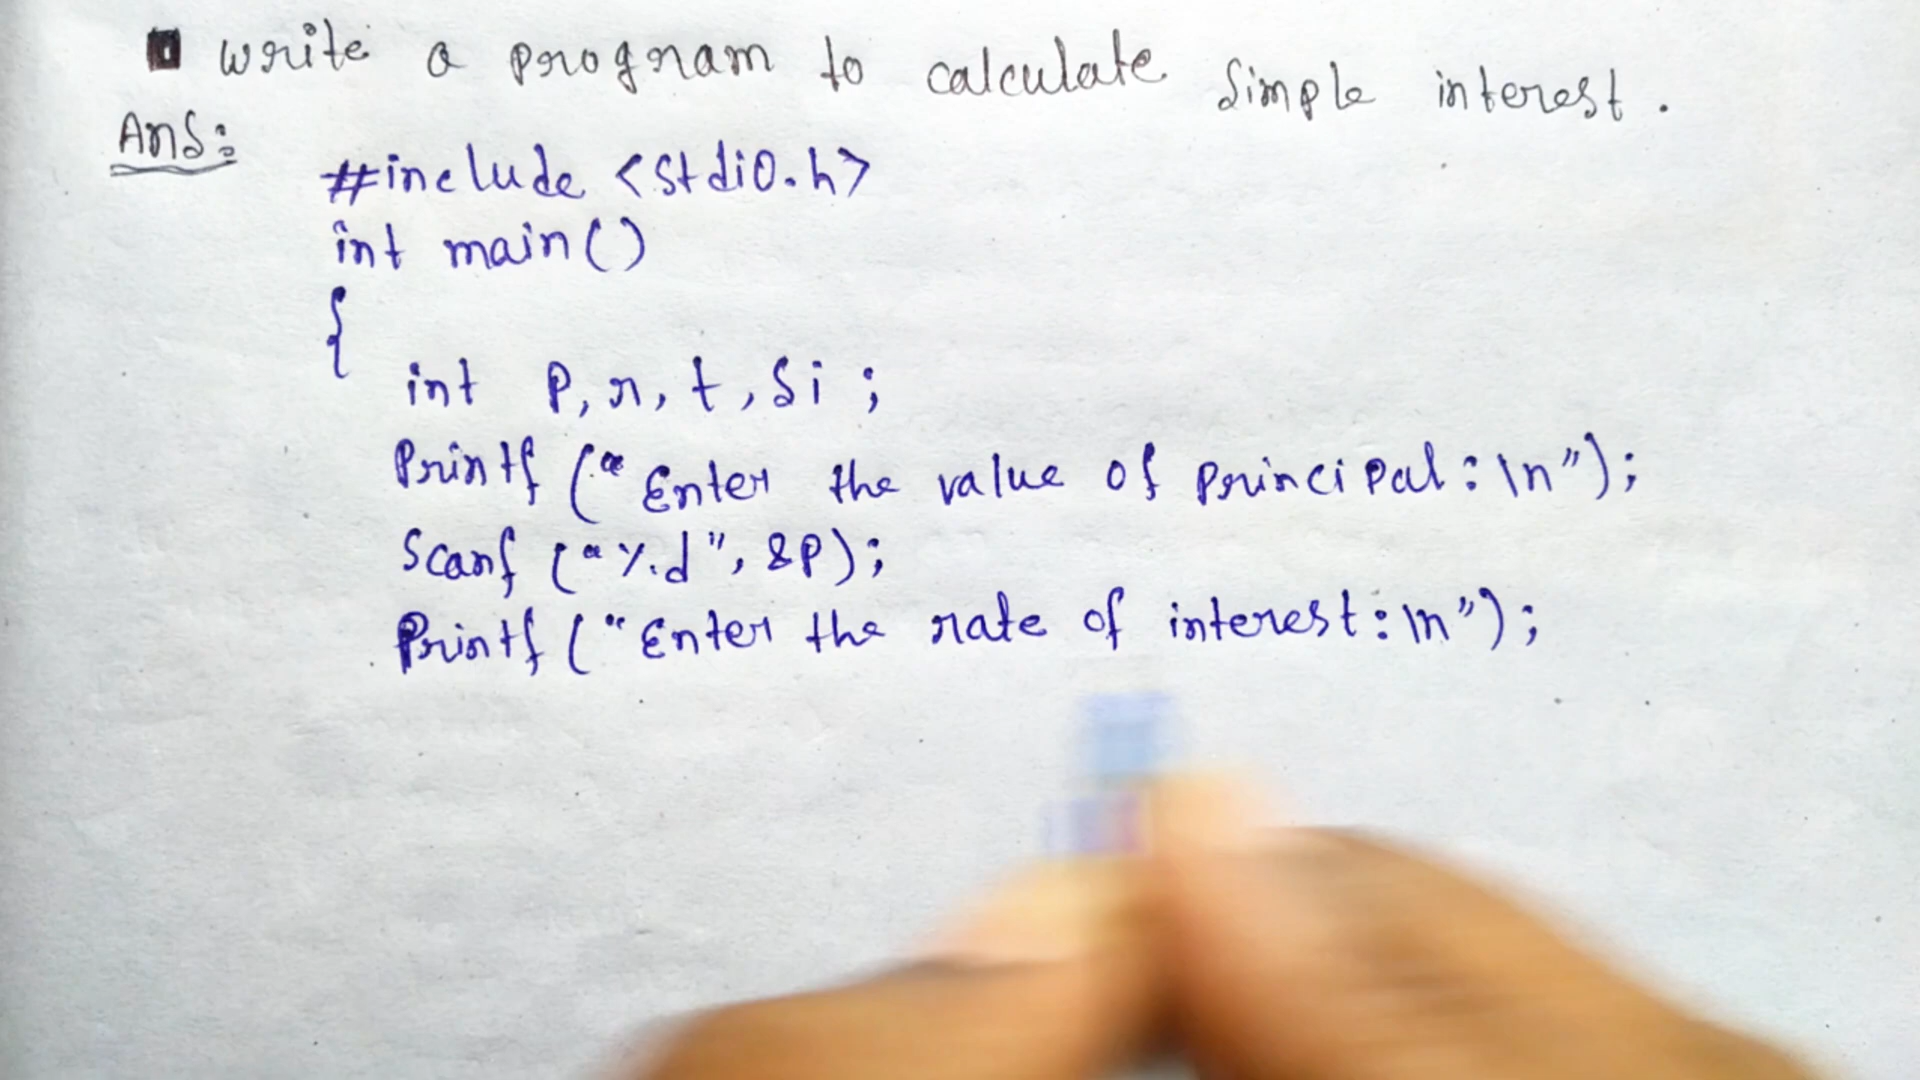 write a program to calculate simple interest.
Ans:
#include <stdio.h>
int main()
{
int P, r, t, si ;
Printf ("Enter the value of principal : \n");
Scanf ("%d", &P);
Printf ("Enter the rate of interest : \n");